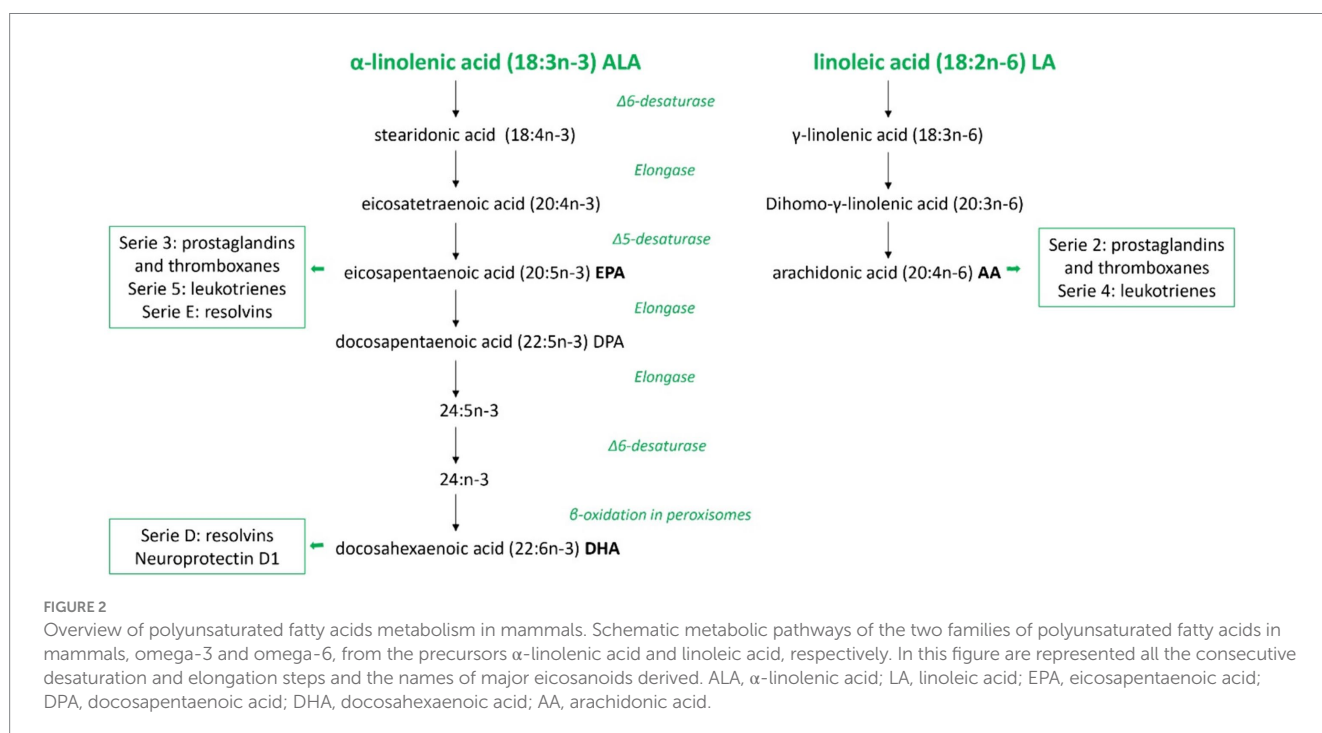 α-linolenic acid (18:3n-3) ALA
linoleic acid (18:2n-6) LA
Δ6-desaturase
stearidonic acid (18:4n-3)
γ-linolenic acid (18:3n-6)
Elongase
eicosatetraenoic acid (20:4n-3)
Dihomo-γ-linolenic acid (20:3n-6)
Δ5-desaturase
Serie 3: prostaglandins
and thromboxanes
Serie 5: leukotrienes
Serie E: resolvins
eicosapentaenoic acid (20:5n-3) EPA
arachidonic acid (20:4n-6) AA
Serie 2: prostaglandins
and thromboxanes
Serie 4: leukotrienes
Elongase
docosapentaenoic acid (22:5n-3) DPA
Elongase
24:5n-3
Δ6-desaturase
24:n-3
β-oxidation in peroxisomes
Serie D: resolvins
Neuroprotectin D1
docosahexaenoic acid (22:6n-3) DHA
FIGURE 2
Overview of polyunsaturated fatty acids metabolism in mammals. Schematic metabolic pathways of the two families of polyunsaturated fatty acids in
mammals, omega-3 and omega-6, from the precursors α-linolenic acid and linoleic acid, respectively. In this figure are represented all the consecutive
desaturation and elongation steps and the names of major eicosanoids derived. ALA, α-linolenic acid; LA, linoleic acid; EPA, eicosapentaenoic acid;
DPA, docosapentaenoic acid; DHA, docosahexaenoic acid; AA, arachidonic acid.